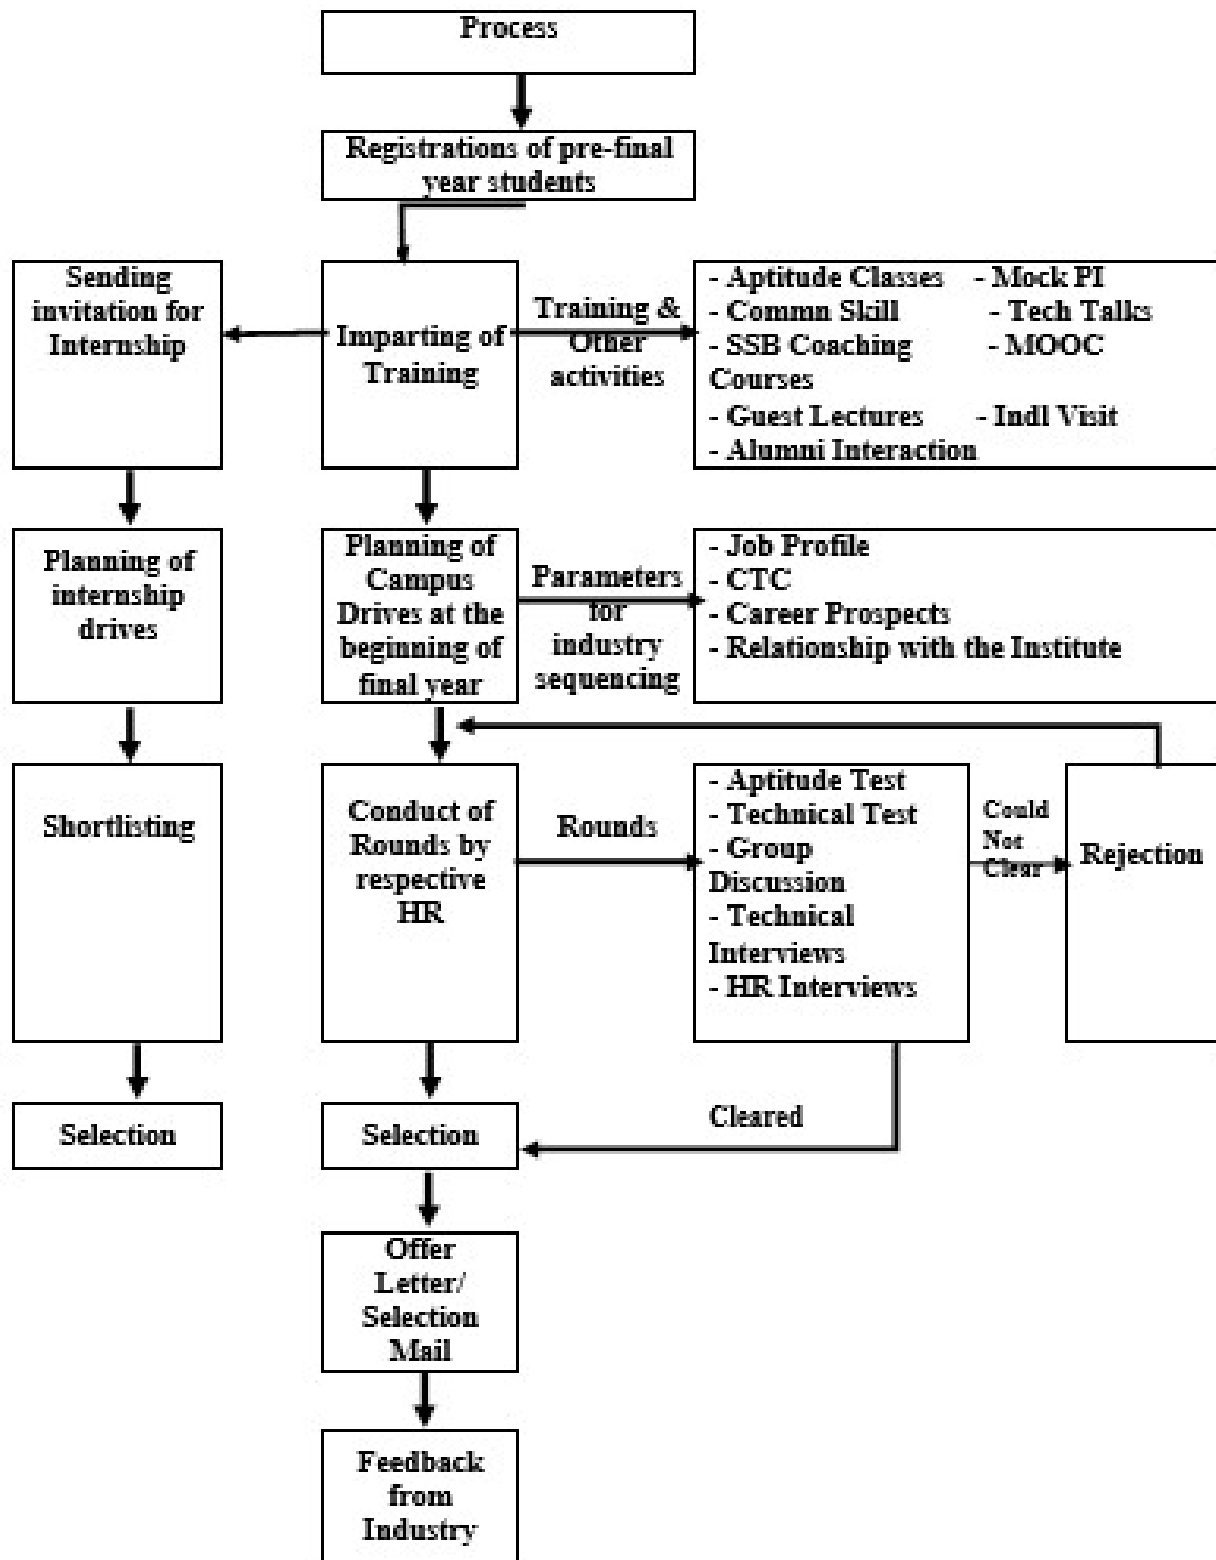 Process
Registrations of pre-final
year students
Sending
invitation for
Internship
Imparting of
Training
Training &
Other
activities
- Aptitude Classes - Mock PI
- Commn Skill - Tech Talks
- SSB Coaching - MOOC
Courses
- Guest Lectures - Indl Visit
- Alumni Interaction
Planning of
internship
drives
Planning of
Campus
Drives at the
beginning of
final year
Parameters
for
industry
sequencing
- Job Profile
- CTC
- Career Prospects
- Relationship with the Institute
Shortlisting
Conduct of
Rounds by
respective
HR
Rounds
- Aptitude Test
- Technical Test
- Group
Discussion
- Technical
Interviews
- HR Interviews
Could
Not
Clear
Rejection
Selection
Selection
Cleared
Offer
Letter/
Selection
Mail
Feedback
from
Industry